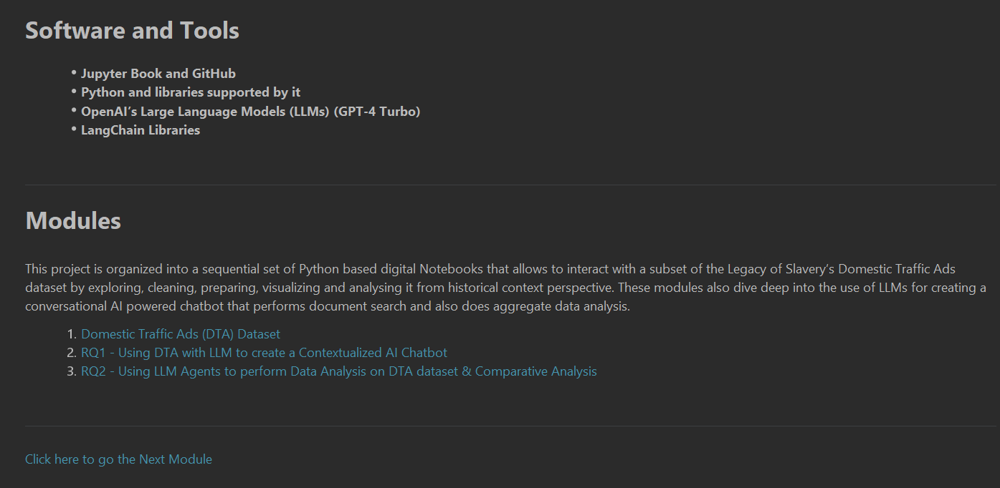 Software and Tools
• Jupyter Book and GitHub
• Python and libraries supported by it
• OpenAI’s Large Language Models (LLMs) (GPT-4 Turbo)
• LangChain Libraries
Modules
This project is organized into a sequential set of Python based digital Notebooks that allows to interact with a subset of the Legacy of Slavery’s Domestic Traffic Ads
dataset by exploring, cleaning, preparing, visualizing and analysing it from historical context perspective. These modules also dive deep into the use of LLMs for creating a
conversational AI powered chatbot that performs document search and also does aggregate data analysis.
1. Domestic Traffic Ads (DTA) Dataset
2. RQ1 - Using DTA with LLM to create a Contextualized AI Chatbot
3. RQ2 - Using LLM Agents to perform Data Analysis on DTA dataset & Comparative Analysis
Click here to go the Next Module